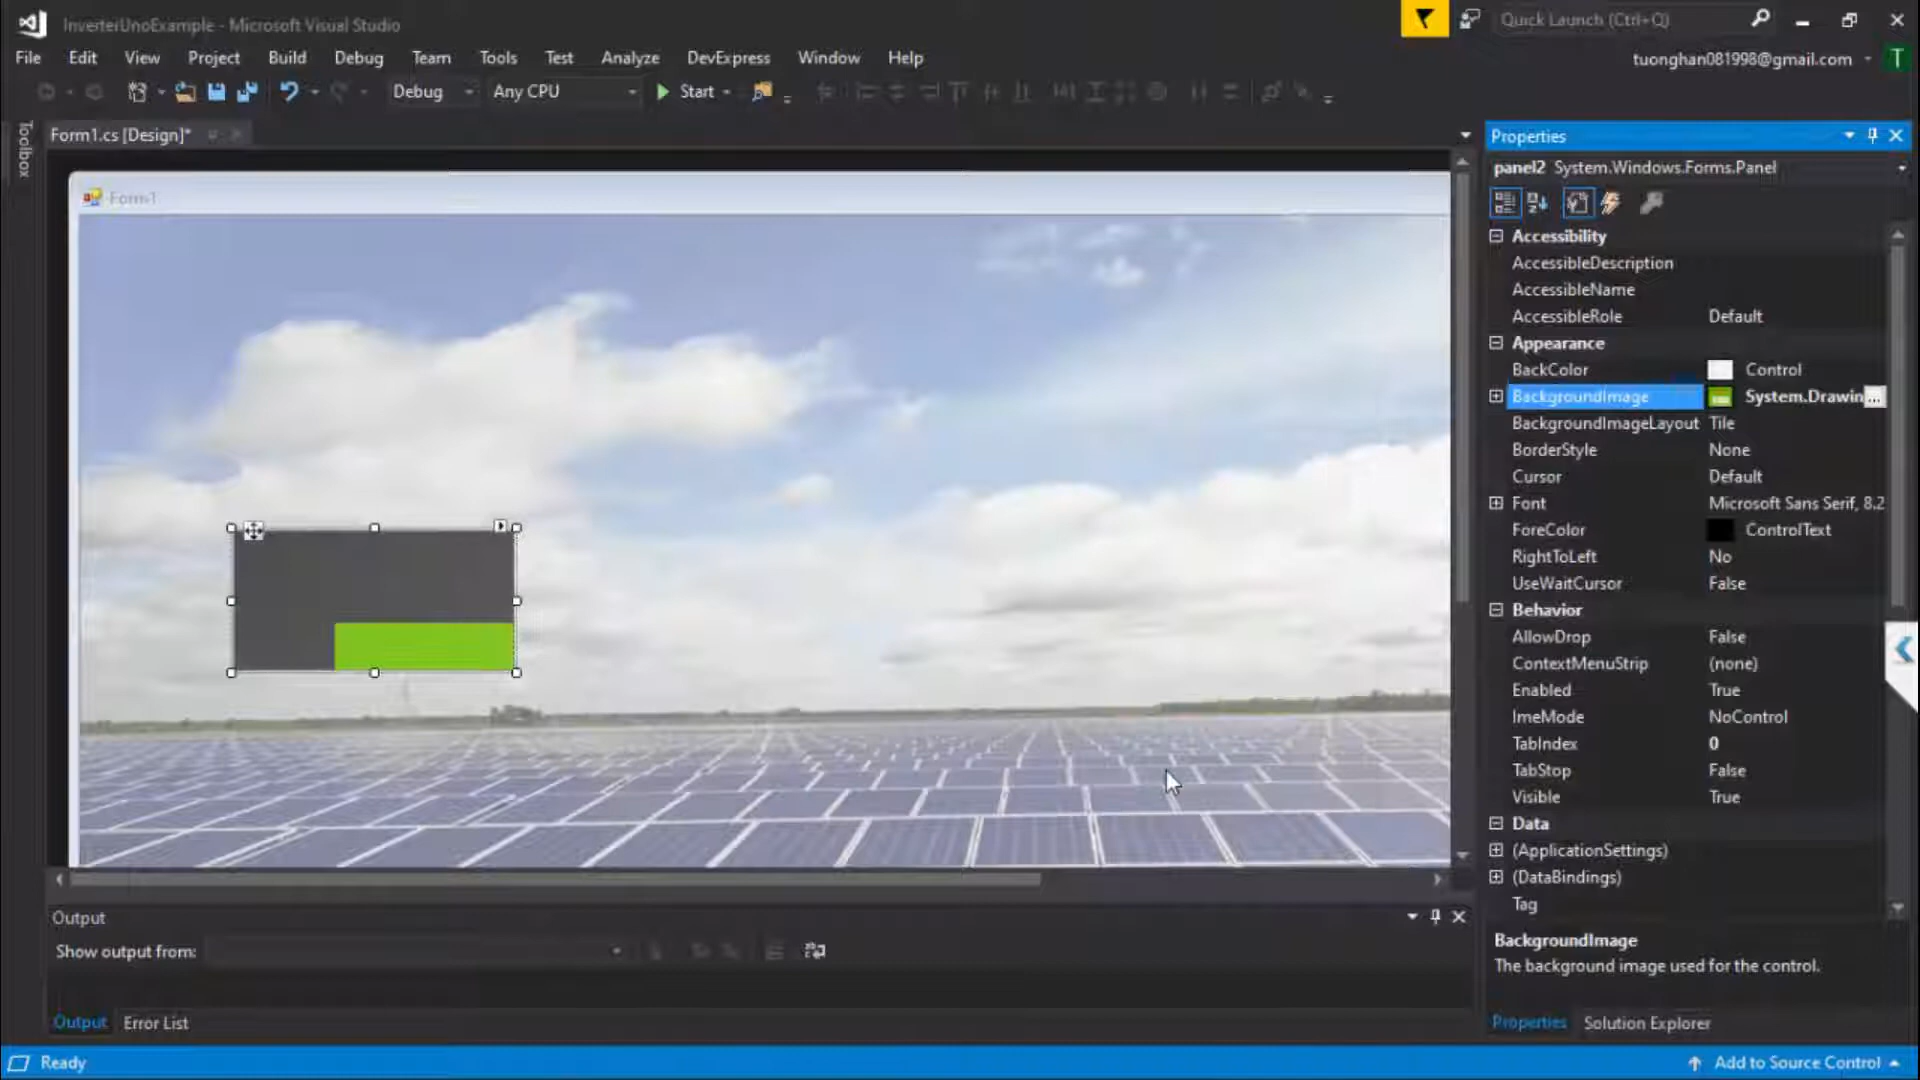 InverterUnoExample - Microsoft Visual Studio
Quick Launch (Ctrl+Q)
File Edit View Project Build Debug Team Tools Test Analyze DevExpress Window Help
tuonghan081998@gmail.com T
Debug Any CPU Start
Toolbox
Form1.cs [Design]*
Form1
Properties
panel2 System.Windows.Forms.Panel
Accessibility
AccessibleDescription
AccessibleName
AccessibleRole Default
Appearance
BackColor Control
BackgroundImage System.Drawin ...
BackgroundImageLayout Tile
BorderStyle None
Cursor Default
Font Microsoft Sans Serif, 8.2
ForeColor ControlText
RightToLeft No
UseWaitCursor False
Behavior
AllowDrop False
ContextMenuStrip (none)
Enabled True
ImeMode NoControl
TabIndex 0
TabStop False
Visible True
Data
(ApplicationSettings)
(DataBindings)
Tag
BackgroundImage
The background image used for the control.
Properties Solution Explorer
Output
Show output from:
Output Error List
Ready
Add to Source Control